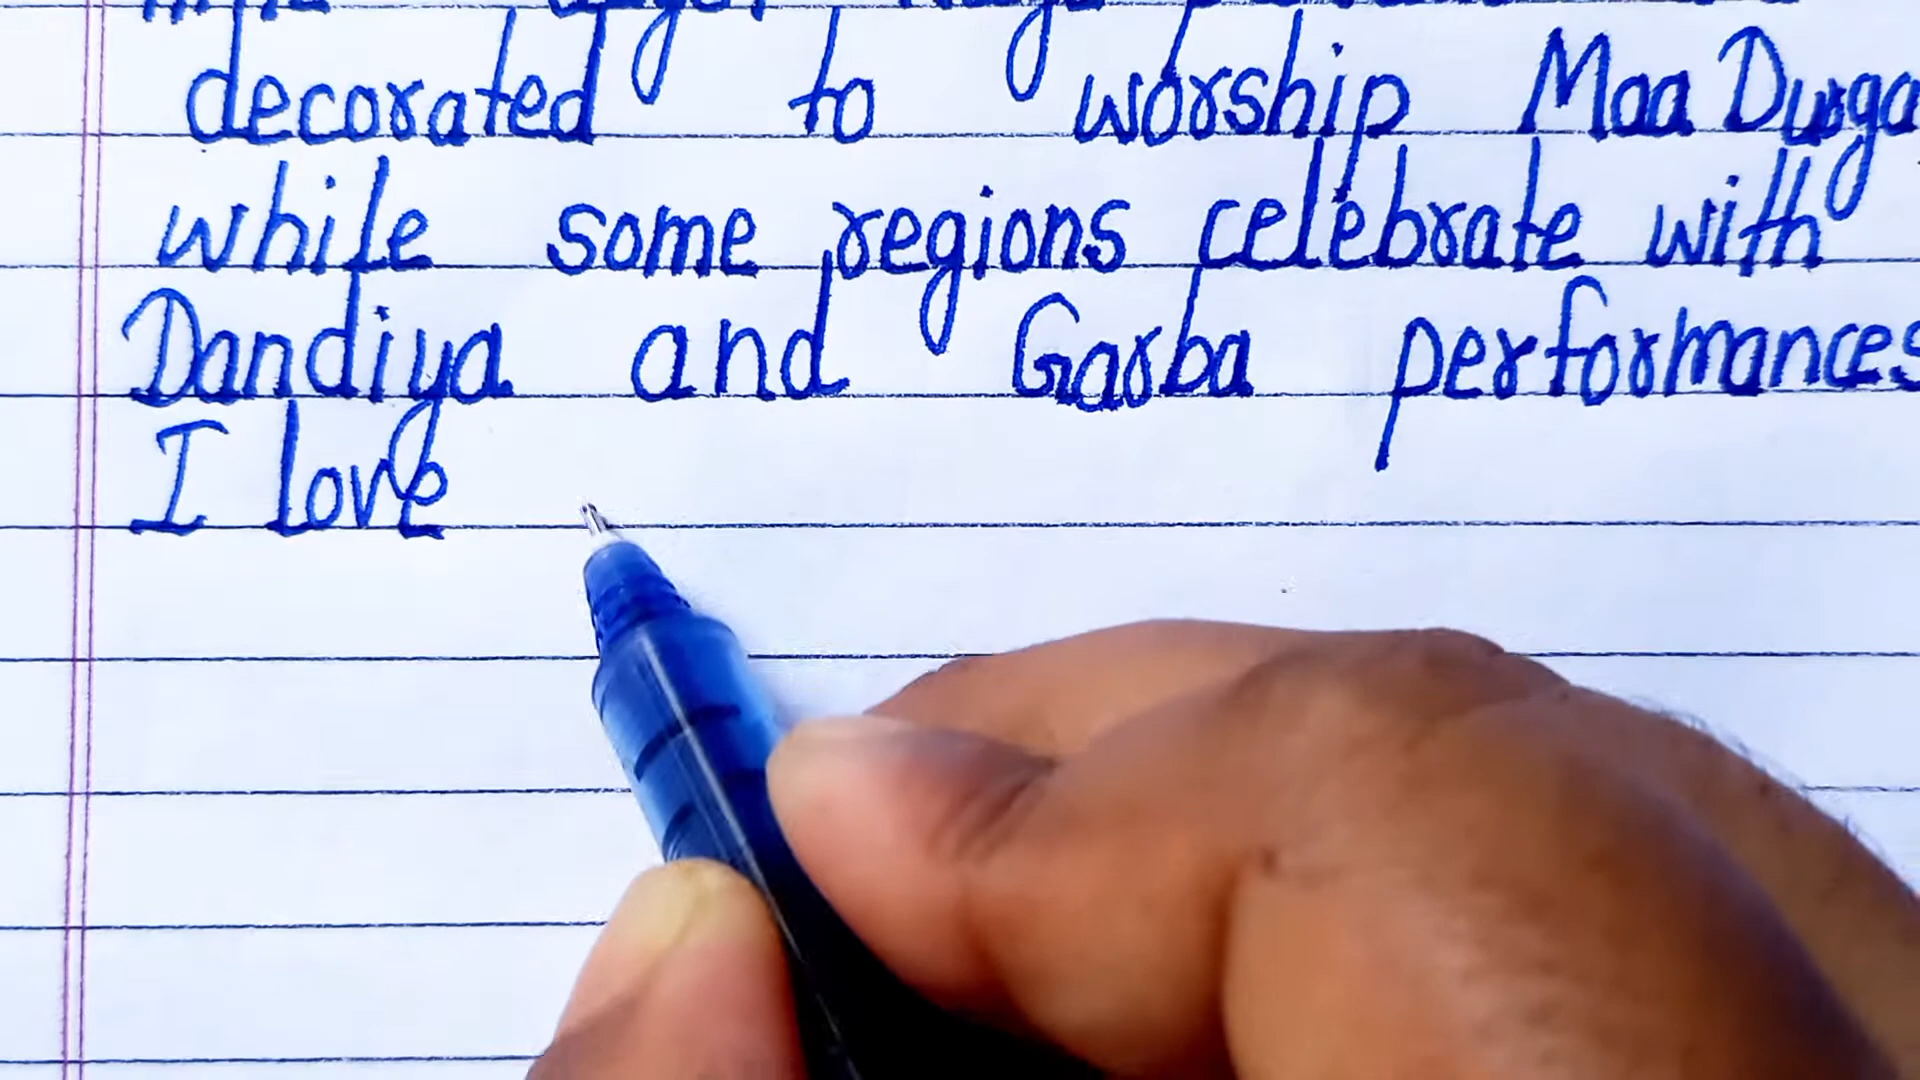 decorated to worship Maa Durga,
while some regions celebrate with
Dandiya and Garba performances
I love